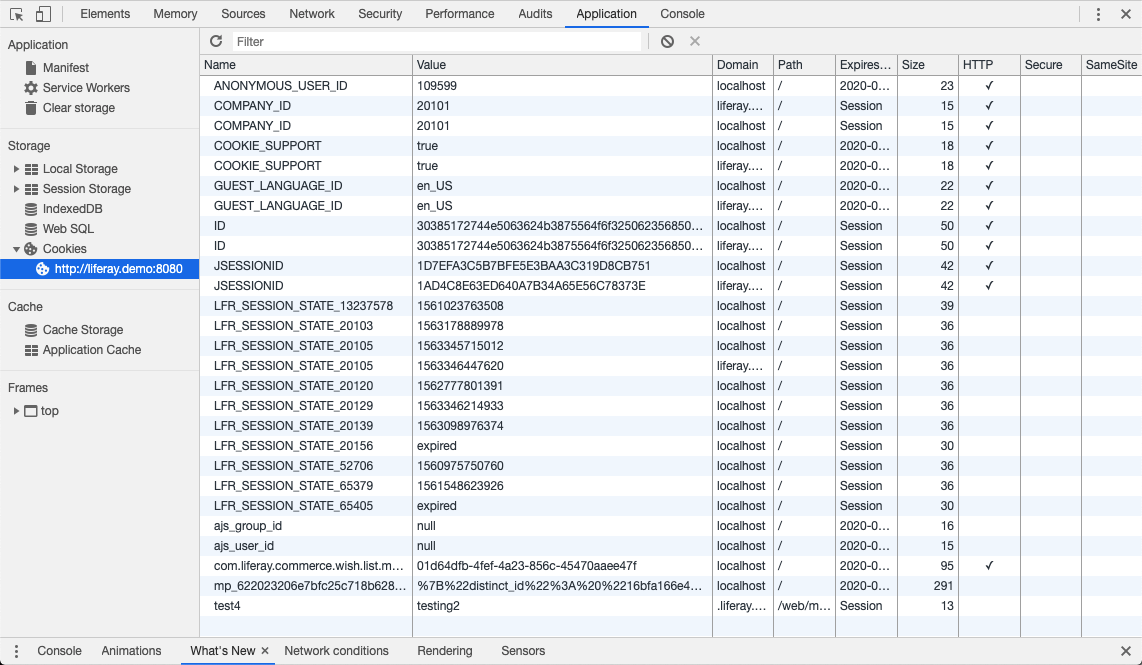 Elements Memory Sources Network Security Performance Audits Application Console
Application
Manifest
Service Workers
Clear storage
Storage
Local Storage
Session Storage
IndexedDB
Web SQL
Cookies
http://liferay.demo:8080
Cache
Cache Storage
Application Cache
Frames
top
Filter
Name Value Domain Path Expires... Size HTTP Secure SameSite
ANONYMOUS_USER_ID 109599 localhost / 2020-0... 23 ✓
COMPANY_ID 20101 liferay.... / Session 15 ✓
COMPANY_ID 20101 localhost / Session 15 ✓
COOKIE_SUPPORT true localhost / 2020-0... 18 ✓
COOKIE_SUPPORT true liferay.... / 2020-0... 18 ✓
GUEST_LANGUAGE_ID en_US localhost / 2020-0... 22 ✓
GUEST_LANGUAGE_ID en_US liferay.... / 2020-0... 22 ✓
ID 30385172744e5063624b3875564f6f325062356850... localhost / Session 50 ✓
ID 30385172744e5063624b3875564f6f325062356850... liferay.... / Session 50 ✓
JSESSIONID 1D7EFA3C5B7BFE5E3BAA3C319D8CB751 localhost / Session 42 ✓
JSESSIONID 1AD4C8E63ED640A7B34A65E56C78373E liferay.... / Session 42 ✓
LFR_SESSION_STATE_13237578 1561023763508 localhost / Session 39
LFR_SESSION_STATE_20103 1563178889978 localhost / Session 36
LFR_SESSION_STATE_20105 1563345715012 localhost / Session 36
LFR_SESSION_STATE_20105 1563346447620 liferay.... / Session 36
LFR_SESSION_STATE_20120 1562777801391 localhost / Session 36
LFR_SESSION_STATE_20129 1563346214933 localhost / Session 36
LFR_SESSION_STATE_20139 1563098976374 localhost / Session 36
LFR_SESSION_STATE_20156 expired localhost / Session 30
LFR_SESSION_STATE_52706 1560975750760 localhost / Session 36
LFR_SESSION_STATE_65379 1561548623926 localhost / Session 36
LFR_SESSION_STATE_65405 expired localhost / Session 30
ajs_group_id null localhost / 2020-0... 16
ajs_user_id null localhost / 2020-0... 15
com.liferay.commerce.wish.list.m... 01d64dfb-4fef-4a23-856c-45470aaee47f localhost / 2020-0... 95 ✓
mp_622023206e7bfc25c718b628... %7B%22distinct_id%22%3A%20%2216bfa166e4... localhost / 2020-0... 291
test4 testing2 .liferay.... /web/m... Session 13
Console Animations What's New × Network conditions Rendering Sensors